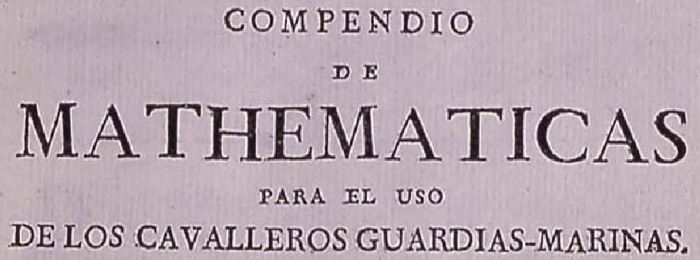 COMPENDIO
DE
MATHEMATICAS
PARA EL USO
DE LOS CAVALLEROS GUARDIAS-MARINAS.